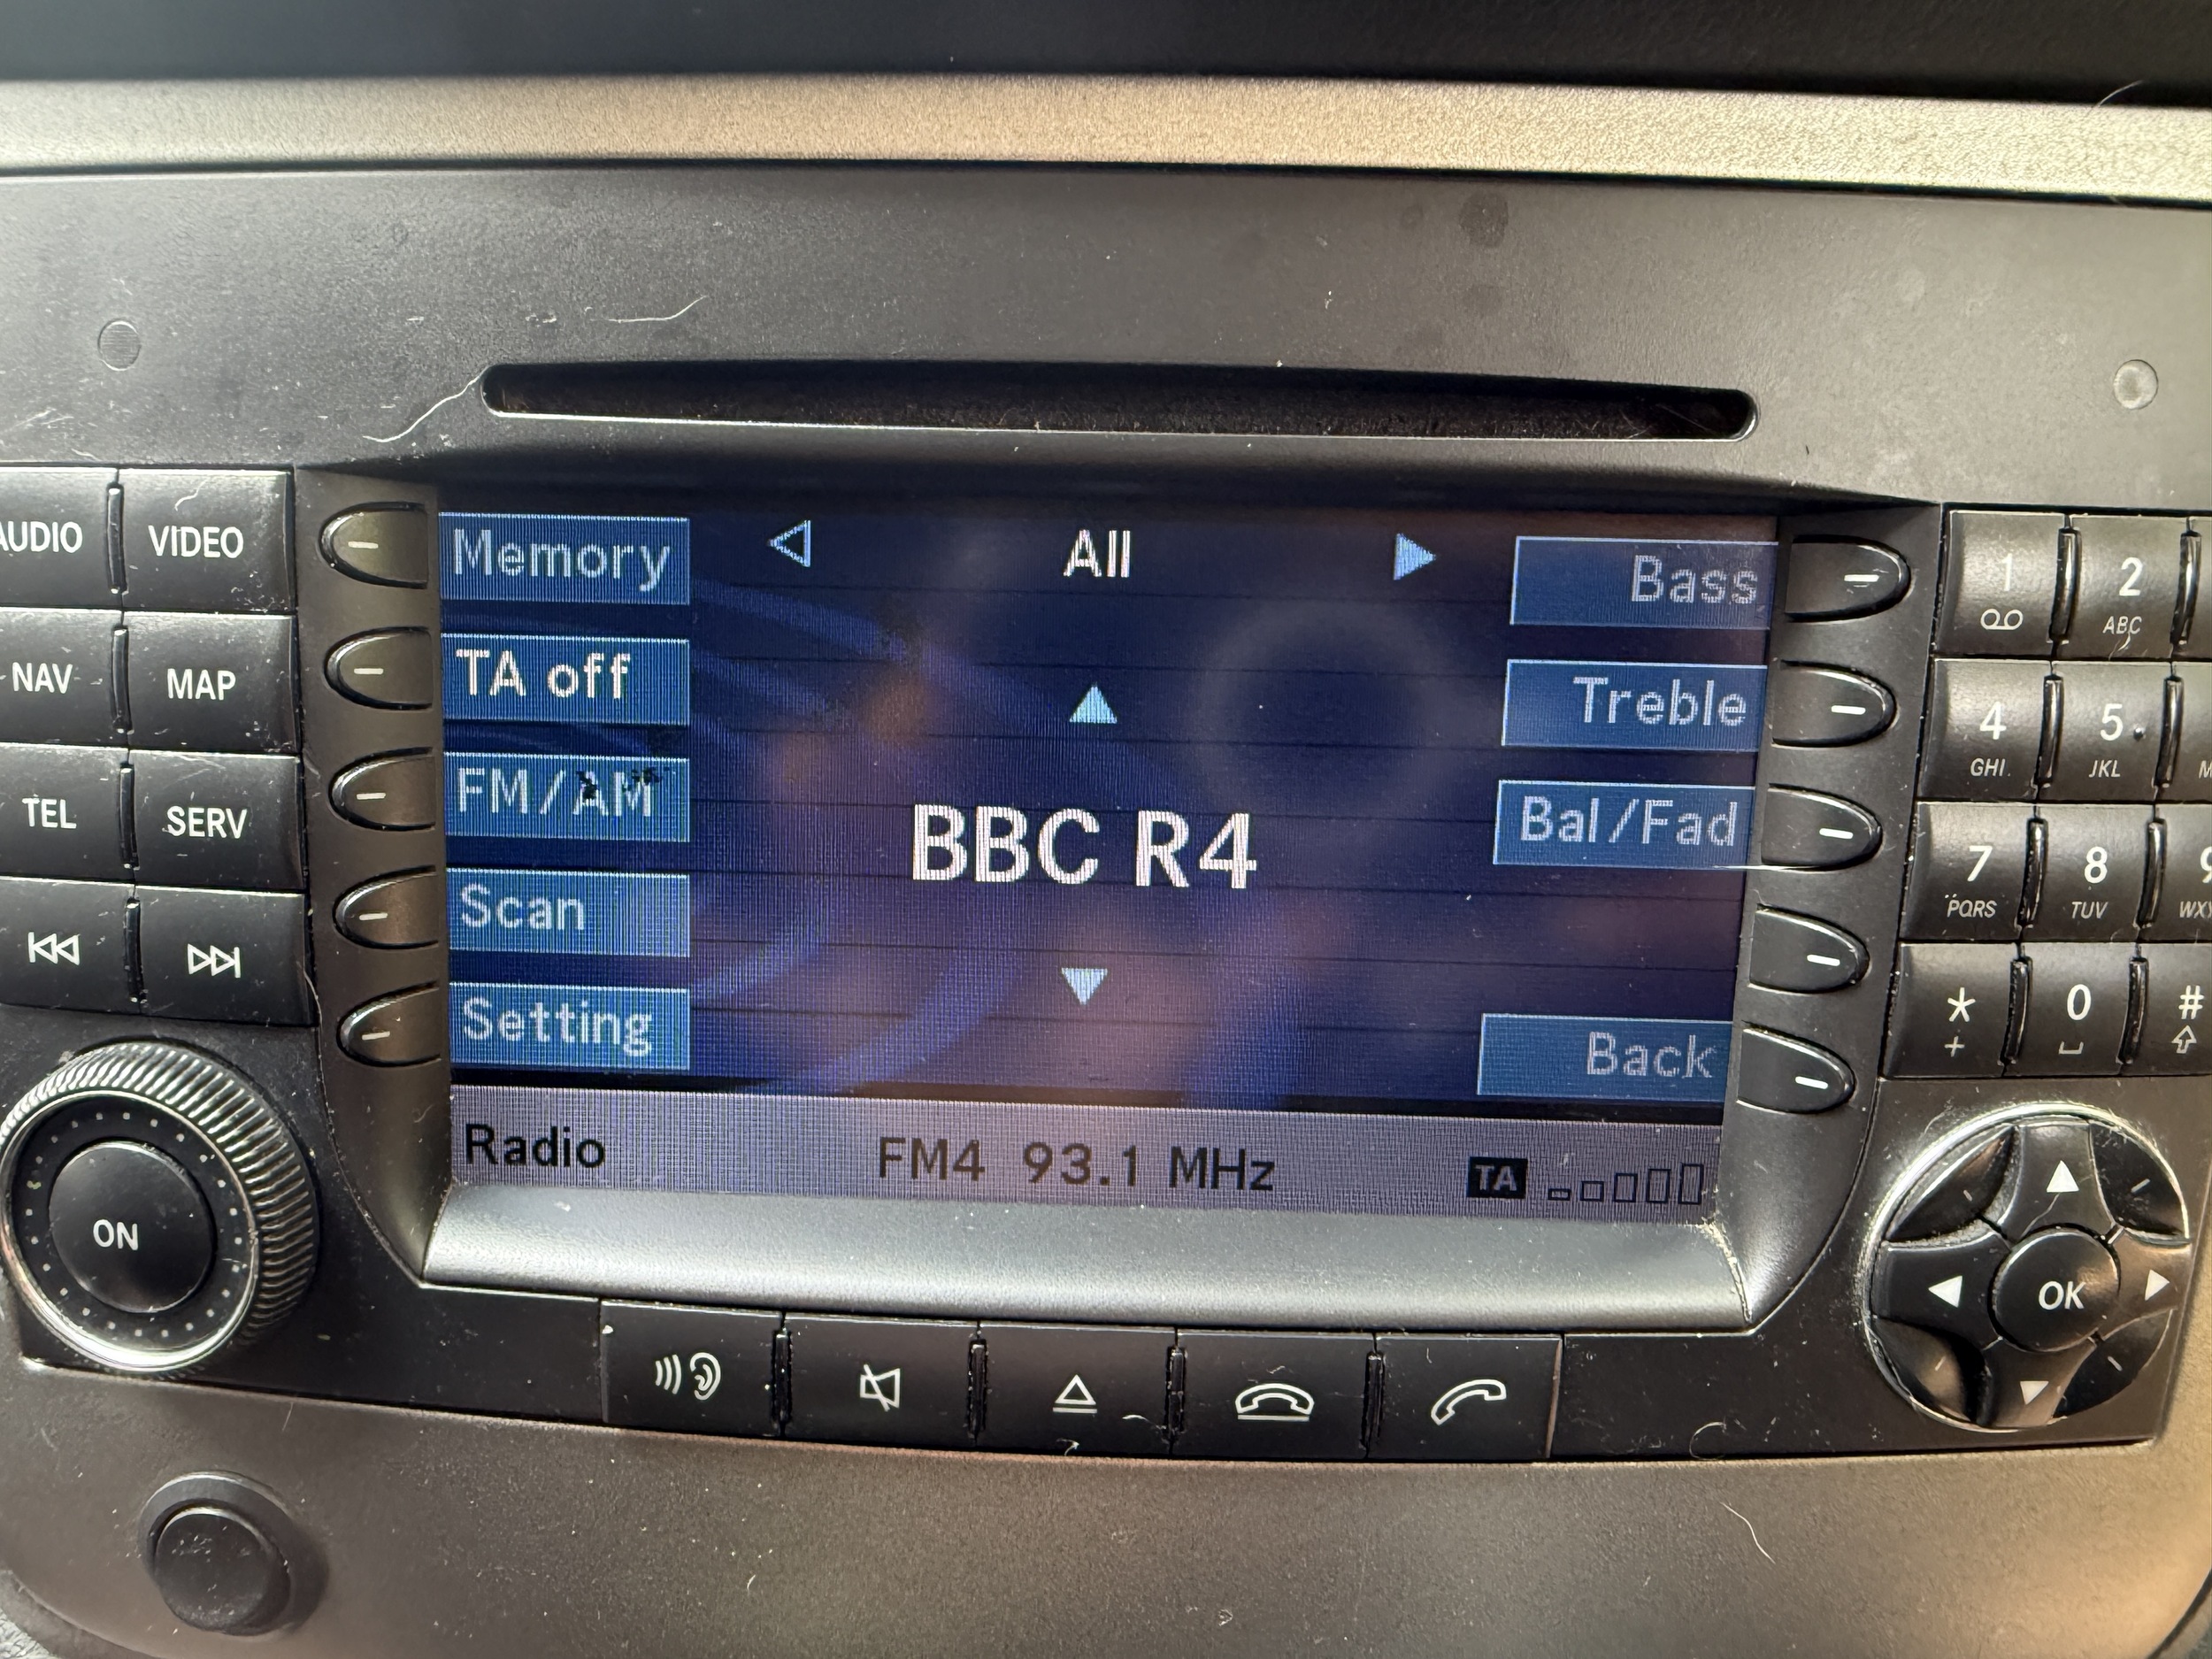 AUDIO
VIDEO
NAV
MAP
TEL
SERV
ON
Memory
TA off
FM/AM
Scan
Setting
All
BBC R4
Bass
Treble
Bal/Fad
Back
Radio
FM4 93.1 MHz
TA
1
2
ABC
4
GHI
5
JKL
M
7
PQRS
8
TUV
9
WXY
*
+
0
#
OK